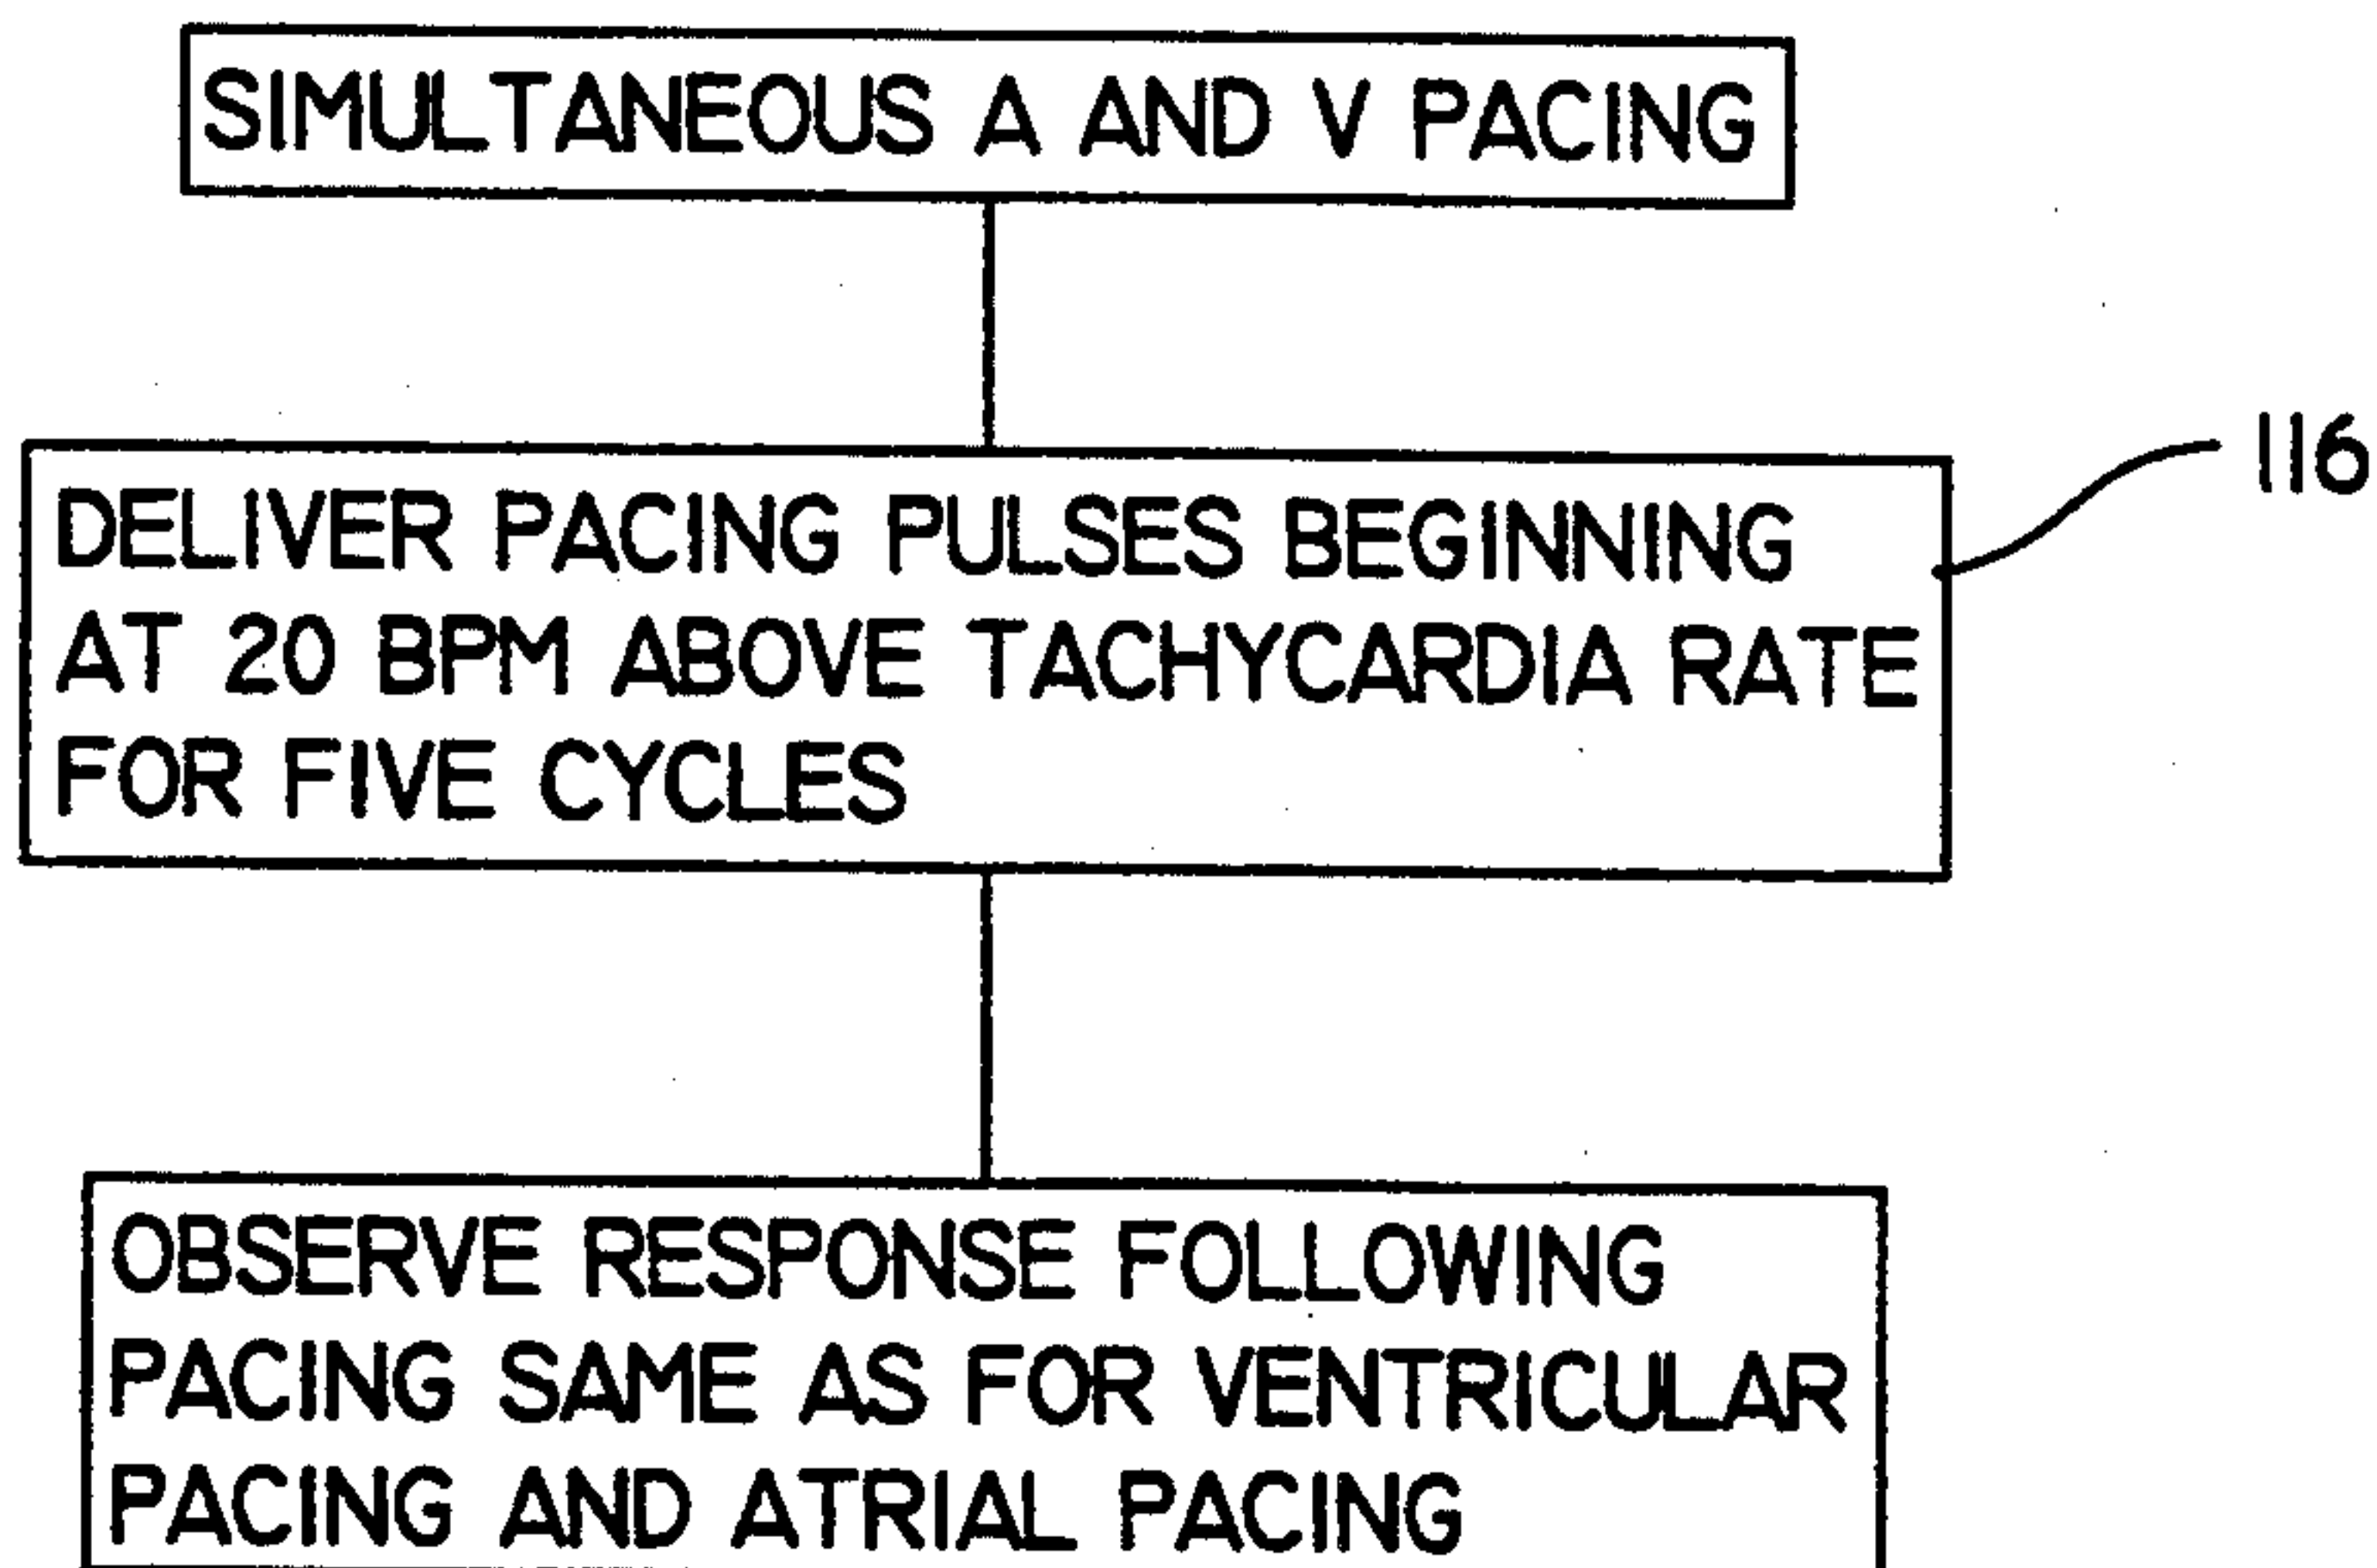 SIMULTANEOUS A AND V PACING
116
DELIVER PACING PULSES BEGINNING
AT 20 BPM ABOVE TACHYCARDIA RATE
FOR FIVE CYCLES
OBSERVE RESPONSE FOLLOWING
PACING SAME AS FOR VENTRICULAR
PACING AND ATRIAL PACING